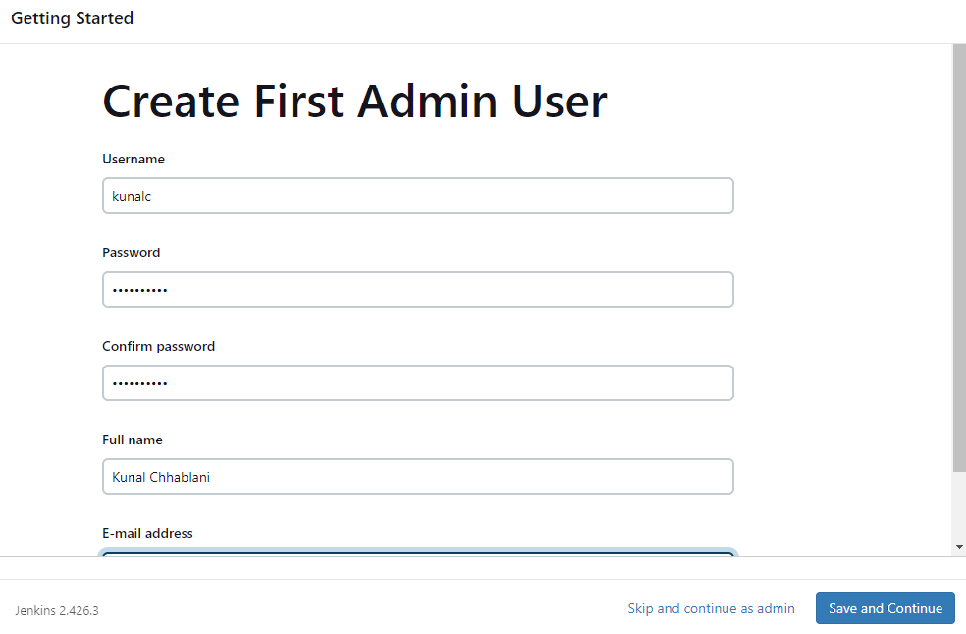 Getting Started
Create First Admin User
Username
kunalc
Password
••••••••••
Confirm password
••••••••••
Full name
Kunal Chhablani
E-mail address
Jenkins 2.426.3
Skip and continue as admin
Save and Continue